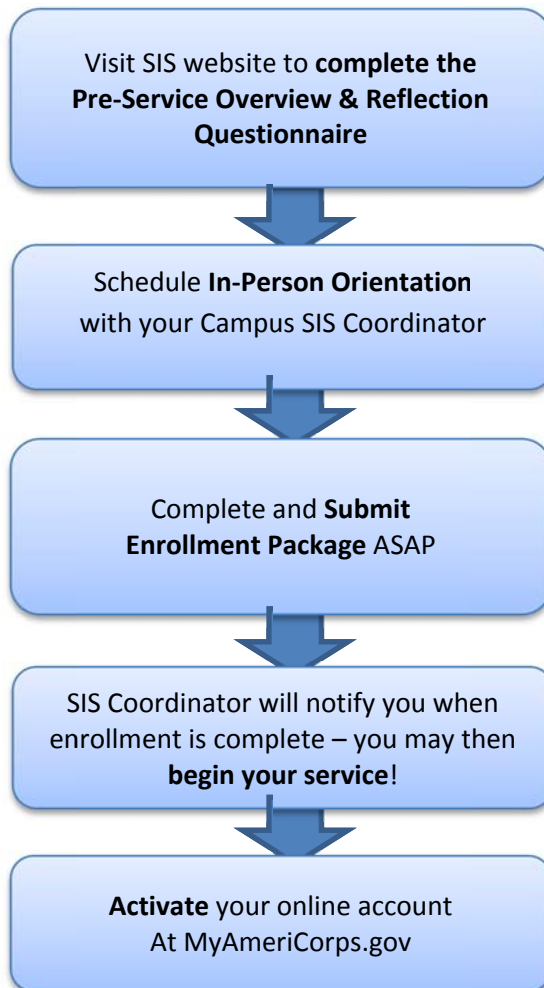 Visit SIS website to complete the
Pre-Service Overview & Reflection
Questionnaire
Schedule In-Person Orientation
with your Campus SIS Coordinator
Complete and Submit
Enrollment Package ASAP
SIS Coordinator will notify you when
enrollment is complete – you may then
begin your service!
Activate your online account
At MyAmeriCorps.gov